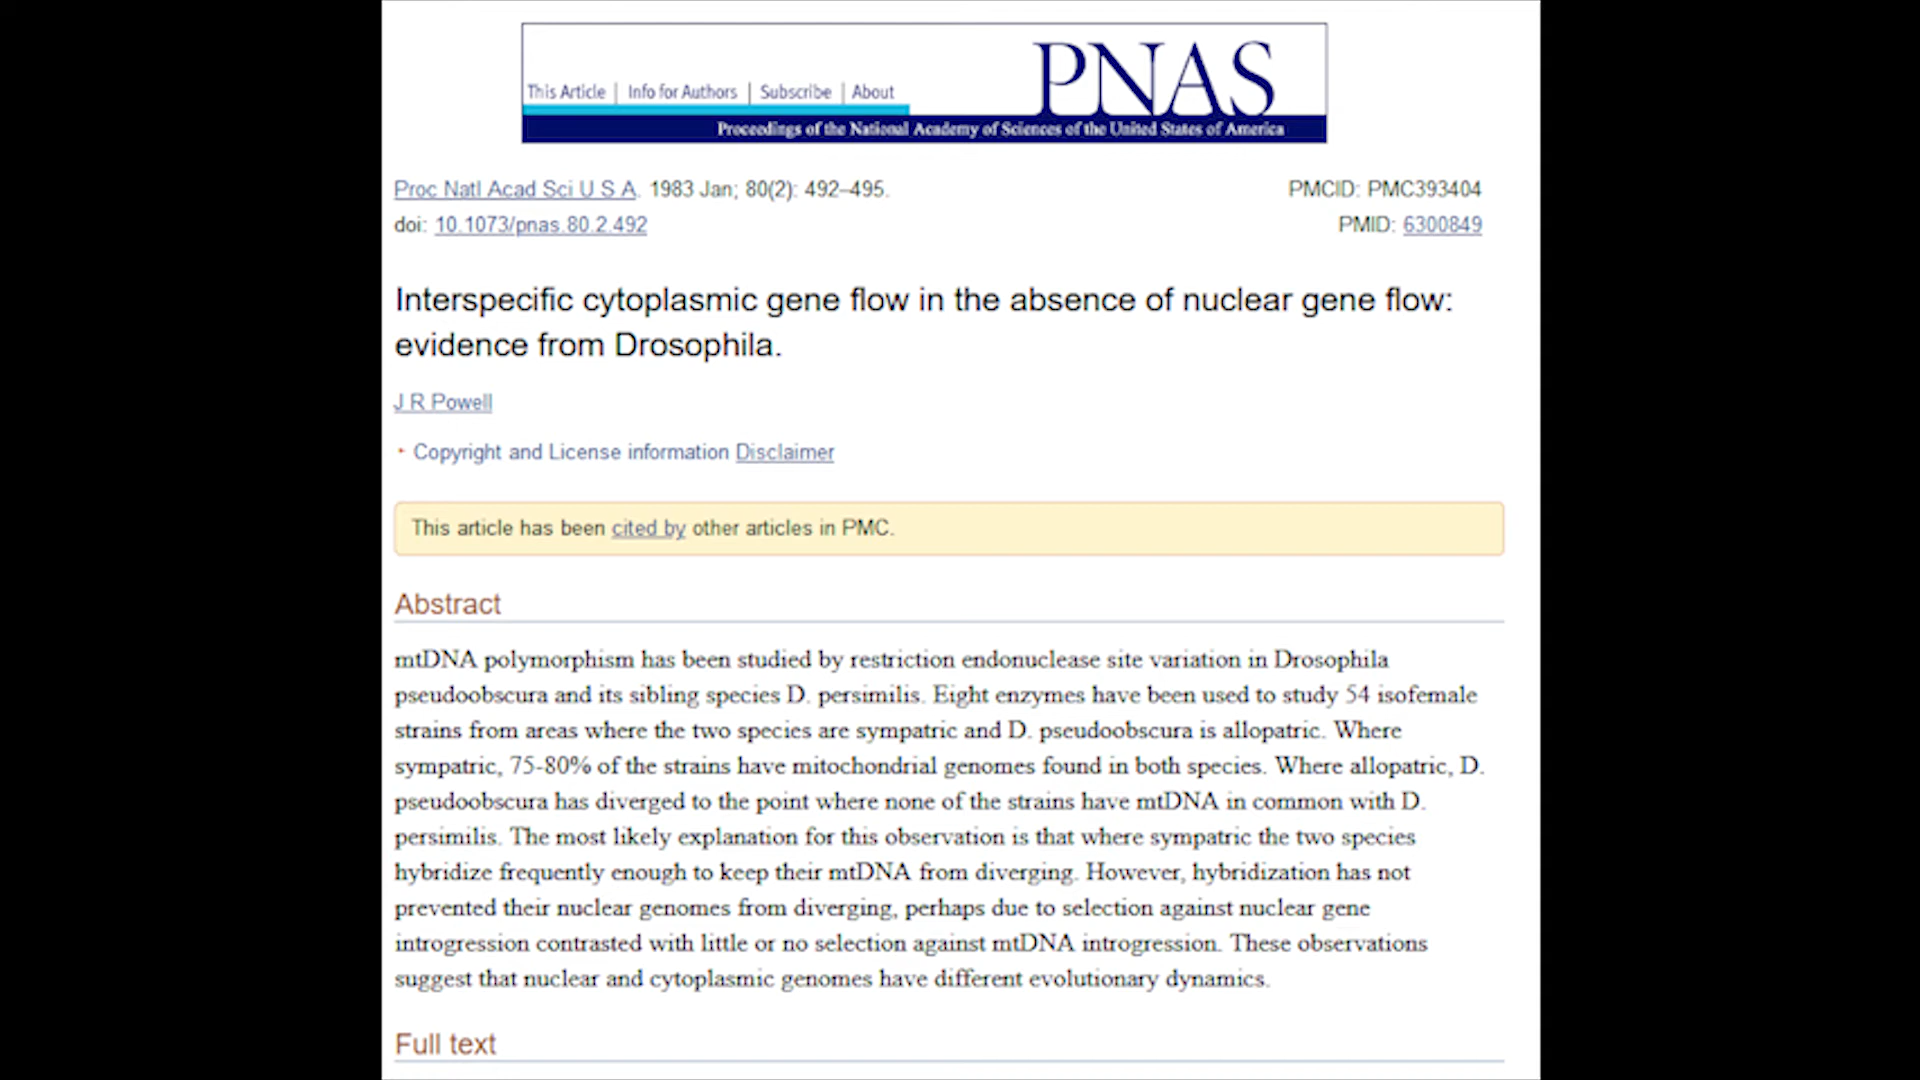 PNAS
This Article | Info for Authors | Subscribe | About
Proceedings of the National Academy of Sciences of the United States of America
Proc Natl Acad Sci U S A. 1983 Jan; 80(2): 492–495.
PMCID: PMC393404
doi: 10.1073/pnas.80.2.492
PMID: 6300849
Interspecific cytoplasmic gene flow in the absence of nuclear gene flow:
evidence from Drosophila.
J R Powell
Copyright and License information Disclaimer
This article has been cited by other articles in PMC.
Abstract
mtDNA polymorphism has been studied by restriction endonuclease site variation in Drosophila
pseudoobscura and its sibling species D. persimilis. Eight enzymes have been used to study 54 isofemale
strains from areas where the two species are sympatric and D. pseudoobscura is allopatric. Where
sympatric, 75-80% of the strains have mitochondrial genomes found in both species. Where allopatric, D.
pseudoobscura has diverged to the point where none of the strains have mtDNA in common with D.
persimilis. The most likely explanation for this observation is that where sympatric the two species
hybridize frequently enough to keep their mtDNA from diverging. However, hybridization has not
prevented their nuclear genomes from diverging, perhaps due to selection against nuclear gene
introgression contrasted with little or no selection against mtDNA introgression. These observations
suggest that nuclear and cytoplasmic genomes have different evolutionary dynamics.
Full text